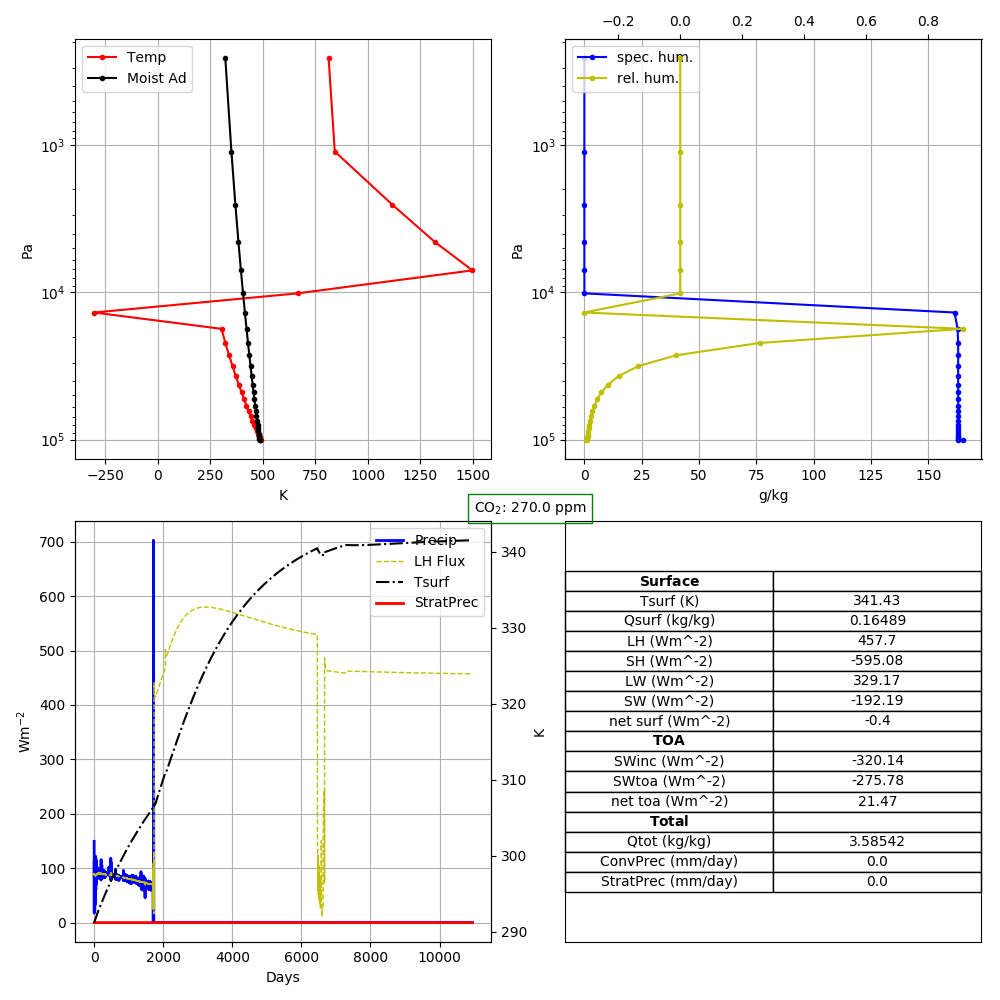 −0.2 0.0 0.2 0.4 0.6 0.8
Temp
Moist Ad
10^3
10^4
10^5
Pa
−250 0 250 500 750 1000 1250 1500
K
spec. hum.
rel. hum.
10^3
10^4
10^5
Pa
0 25 50 75 100 125 150
g/kg
CO₂: 270.0 ppm
Precip
LH Flux
Tsurf
StratPrec
700
600
500
400
300
200
100
0
Wm⁻²
340
330
320
310
300
290
K
0 2000 4000 6000 8000 10000
Days
Surface
Tsurf (K) 341.43
Qsurf (kg/kg) 0.16489
LH (Wm^-2) 457.7
SH (Wm^-2) -595.08
LW (Wm^-2) 329.17
SW (Wm^-2) -192.19
net surf (Wm^-2) -0.4
TOA
SWinc (Wm^-2) -320.14
SWtoa (Wm^-2) -275.78
net toa (Wm^-2) 21.47
Total
Qtot (kg/kg) 3.58542
ConvPrec (mm/day) 0.0
StratPrec (mm/day) 0.0